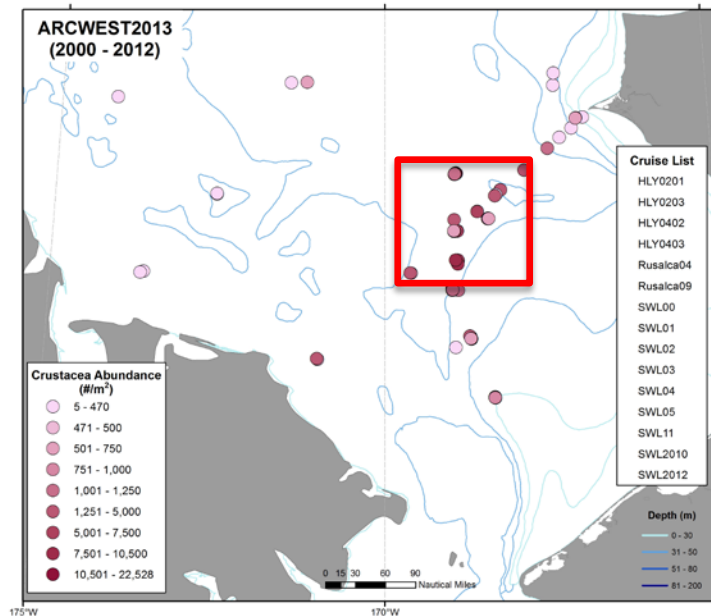 ARCWEST2013
(2000 - 2012)
Cruise List
HLY0201
HLY0203
HLY0402
HLY0403
Rusalca04
Rusalca09
SWL00
SWL01
SWL02
SWL03
SWL04
SWL05
SWL11
SWL2010
SWL2012
Crustacea Abundance
(#/m²)
5 - 470
471 - 500
501 - 750
751 - 1,000
1,001 - 1,250
1,251 - 5,000
5,001 - 7,500
7,501 - 10,500
10,501 - 22,528
0 15 30 60 90
Nautical Miles
Depth (m)
0 - 30
31 - 50
51 - 80
81 - 200
175°W
170°W